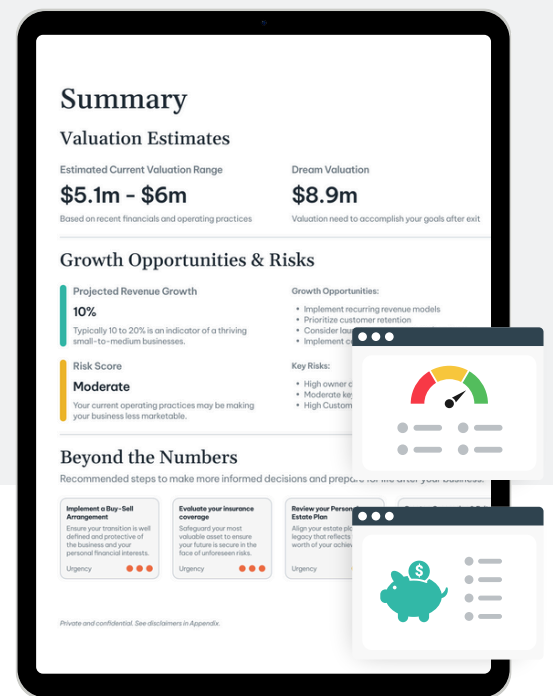 Summary
Valuation Estimates
Estimated Current Valuation Range
$5.1m - $6m
Based on recent financials and operating practices
Dream Valuation
$8.9m
Valuation need to accomplish your goals after exit
Growth Opportunities & Risks
Projected Revenue Growth
10%
Typically 10 to 20% is an indicator of a thriving
small-to-medium businesses.
Risk Score
Moderate
Your current operating practices may be making
your business less marketable.
Growth Opportunities:
• Implement recurring revenue models
• Prioritize customer retention
• Consider
• Implement
Key Risks:
• High owner
• Moderate
• High
Beyond the Numbers
Recommended steps to make more informed decisions and prepare for life after your business.
Implement a Buy-Sell
Arrangement
Ensure your transition is well
defined and protective of
the business and your
personal financial interests.
Urgency
Evaluate your insurance
coverage
Safeguard your most
valuable asset to ensure
your future is secure in the
face of unforeseen risks.
Urgency
Review your
Estate Plan
Align your estate
legacy that reflects
worth of your
Urgency
Private and confidential. See disclaimers in Appendix.
$